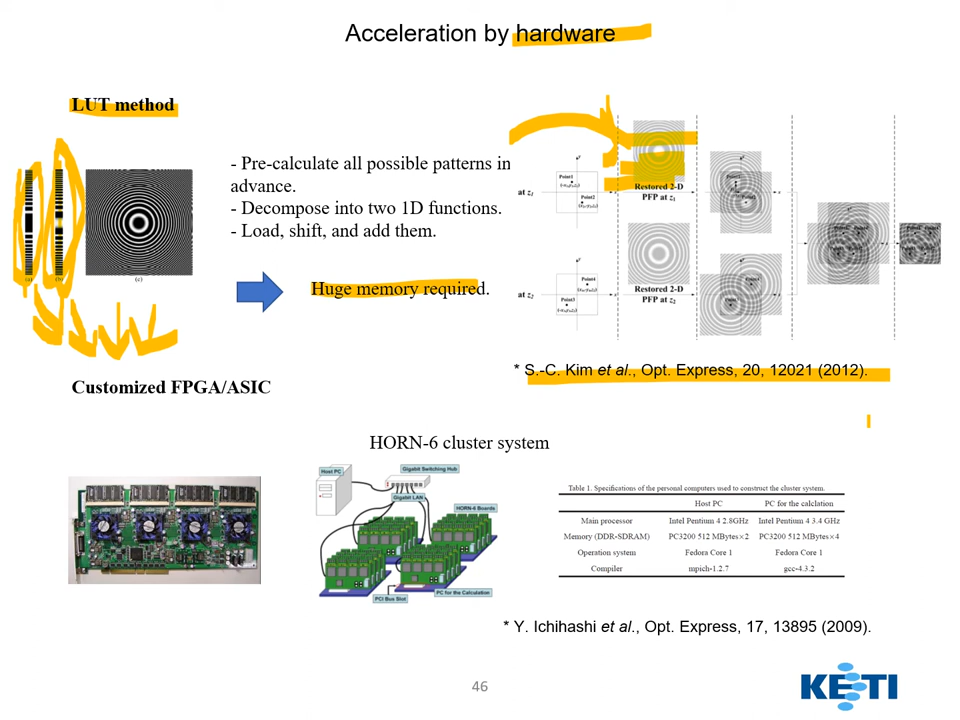 Acceleration by hardware
LUT method
- Pre-calculate all possible patterns in
advance.
- Decompose into two 1D functions.
- Load, shift, and add them.
Huge memory required.
(a)
(b)
(c)
at z1
Point1
Point2
Restored 2-D
PFP at z1
at z2
Point4
Point3
Restored 2-D
PFP at z2
* S.-C. Kim et al., Opt. Express, 20, 12021 (2012).
Customized FPGA/ASIC
HORN-6 cluster system
Host PC
Gigabit Switching Hub
Gigabit LAN
HORN-6 Boards
PCI Bus Slot
PC for the Calculation
Table 1. Specifications of the personal computers used to construct the cluster system.
Host PC PC for the calclation
Main processor Intel Pentium 4 2.8GHz Intel Pentium 4 3.4 GHz
Memory (DDR-SDRAM) PC3200 512 MBytes×2 PC3200 512 MBytes×4
Operation system Fedora Core 1 Fedora Core 1
Compiler mpich-1.2.7 gcc-4.3.2
* Y. Ichihashi et al., Opt. Express, 17, 13895 (2009).
46
KETI